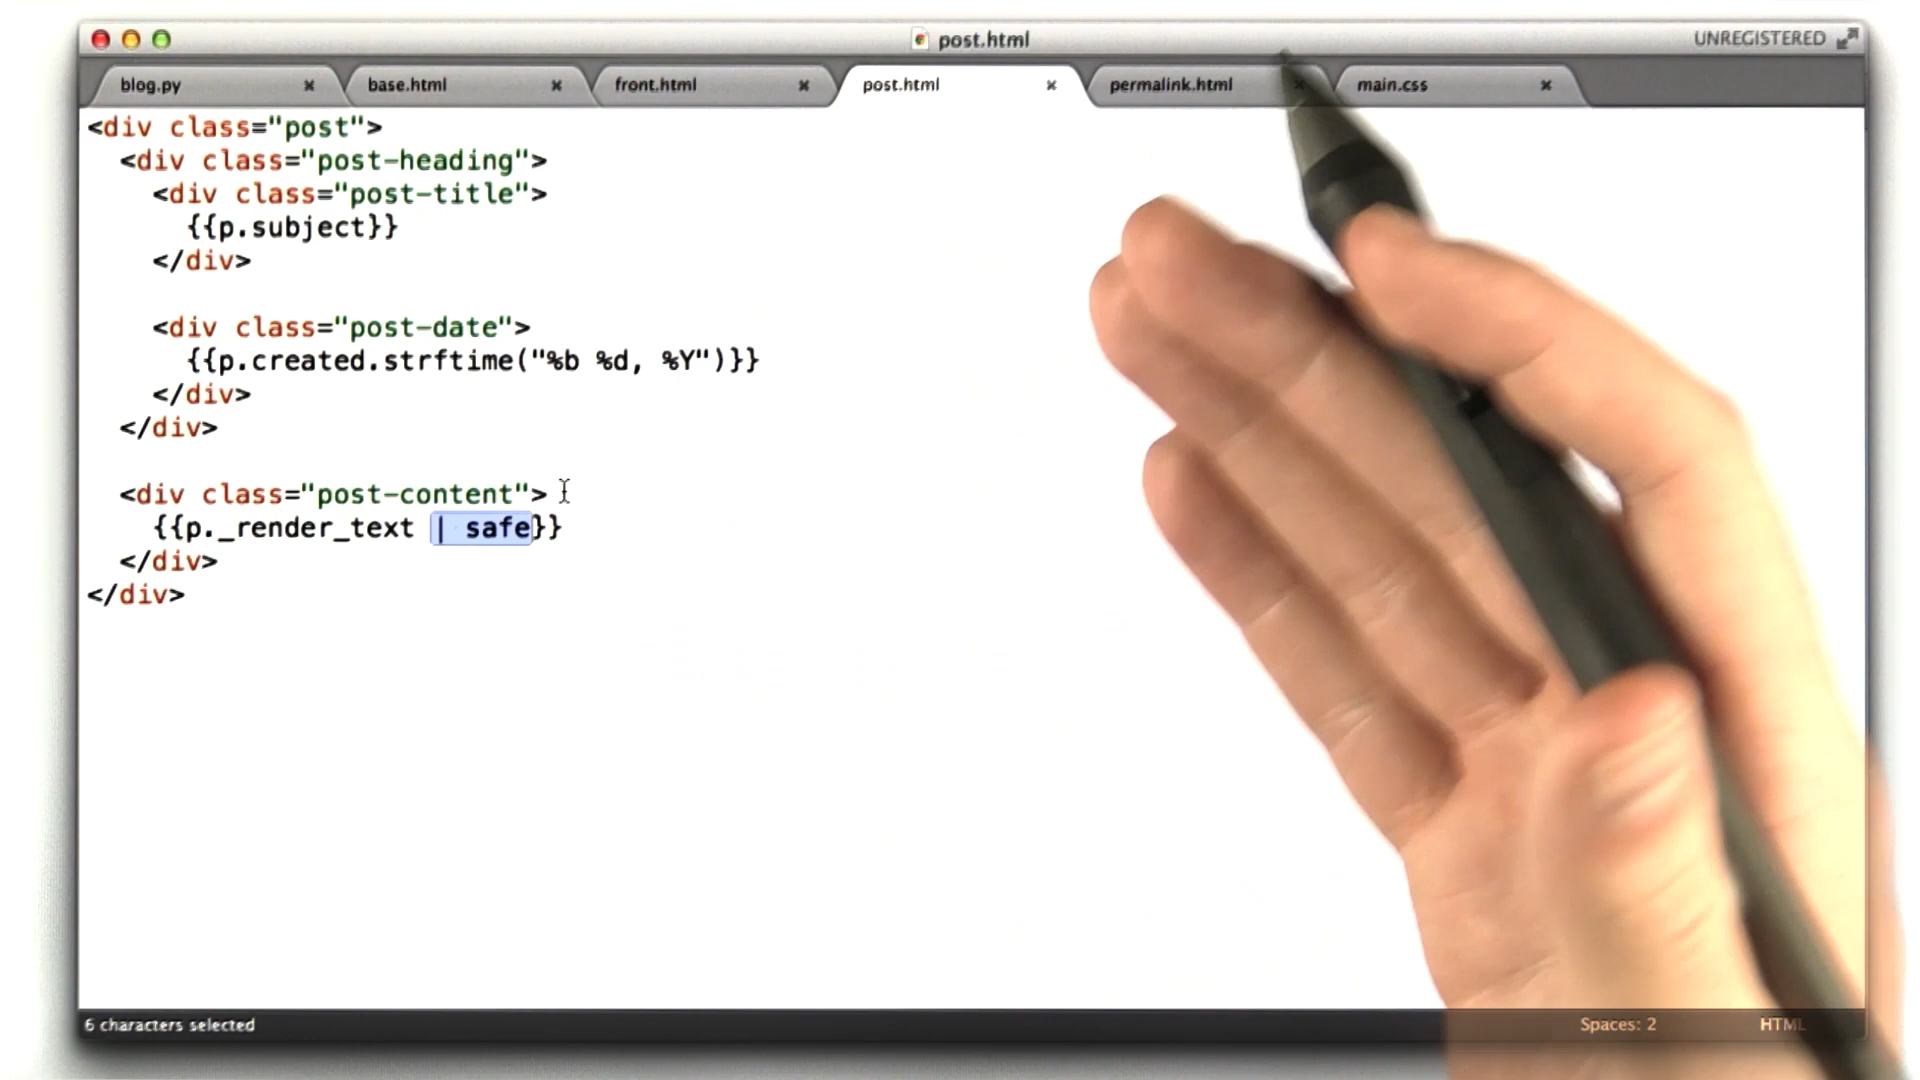 post.html
UNREGISTERED
blog.py
base.html
front.html
post.html
permalink.html
main.css
<div class="post">
<div class="post-heading">
<div class="post-title">
{{p.subject}}
</div>
<div class="post-date">
{{p.created.strftime("%b %d, %Y")}}
</div>
</div>
<div class="post-content">
{{p._render_text | safe}}
</div>
</div>
6 characters selected
Spaces: 2
HTML